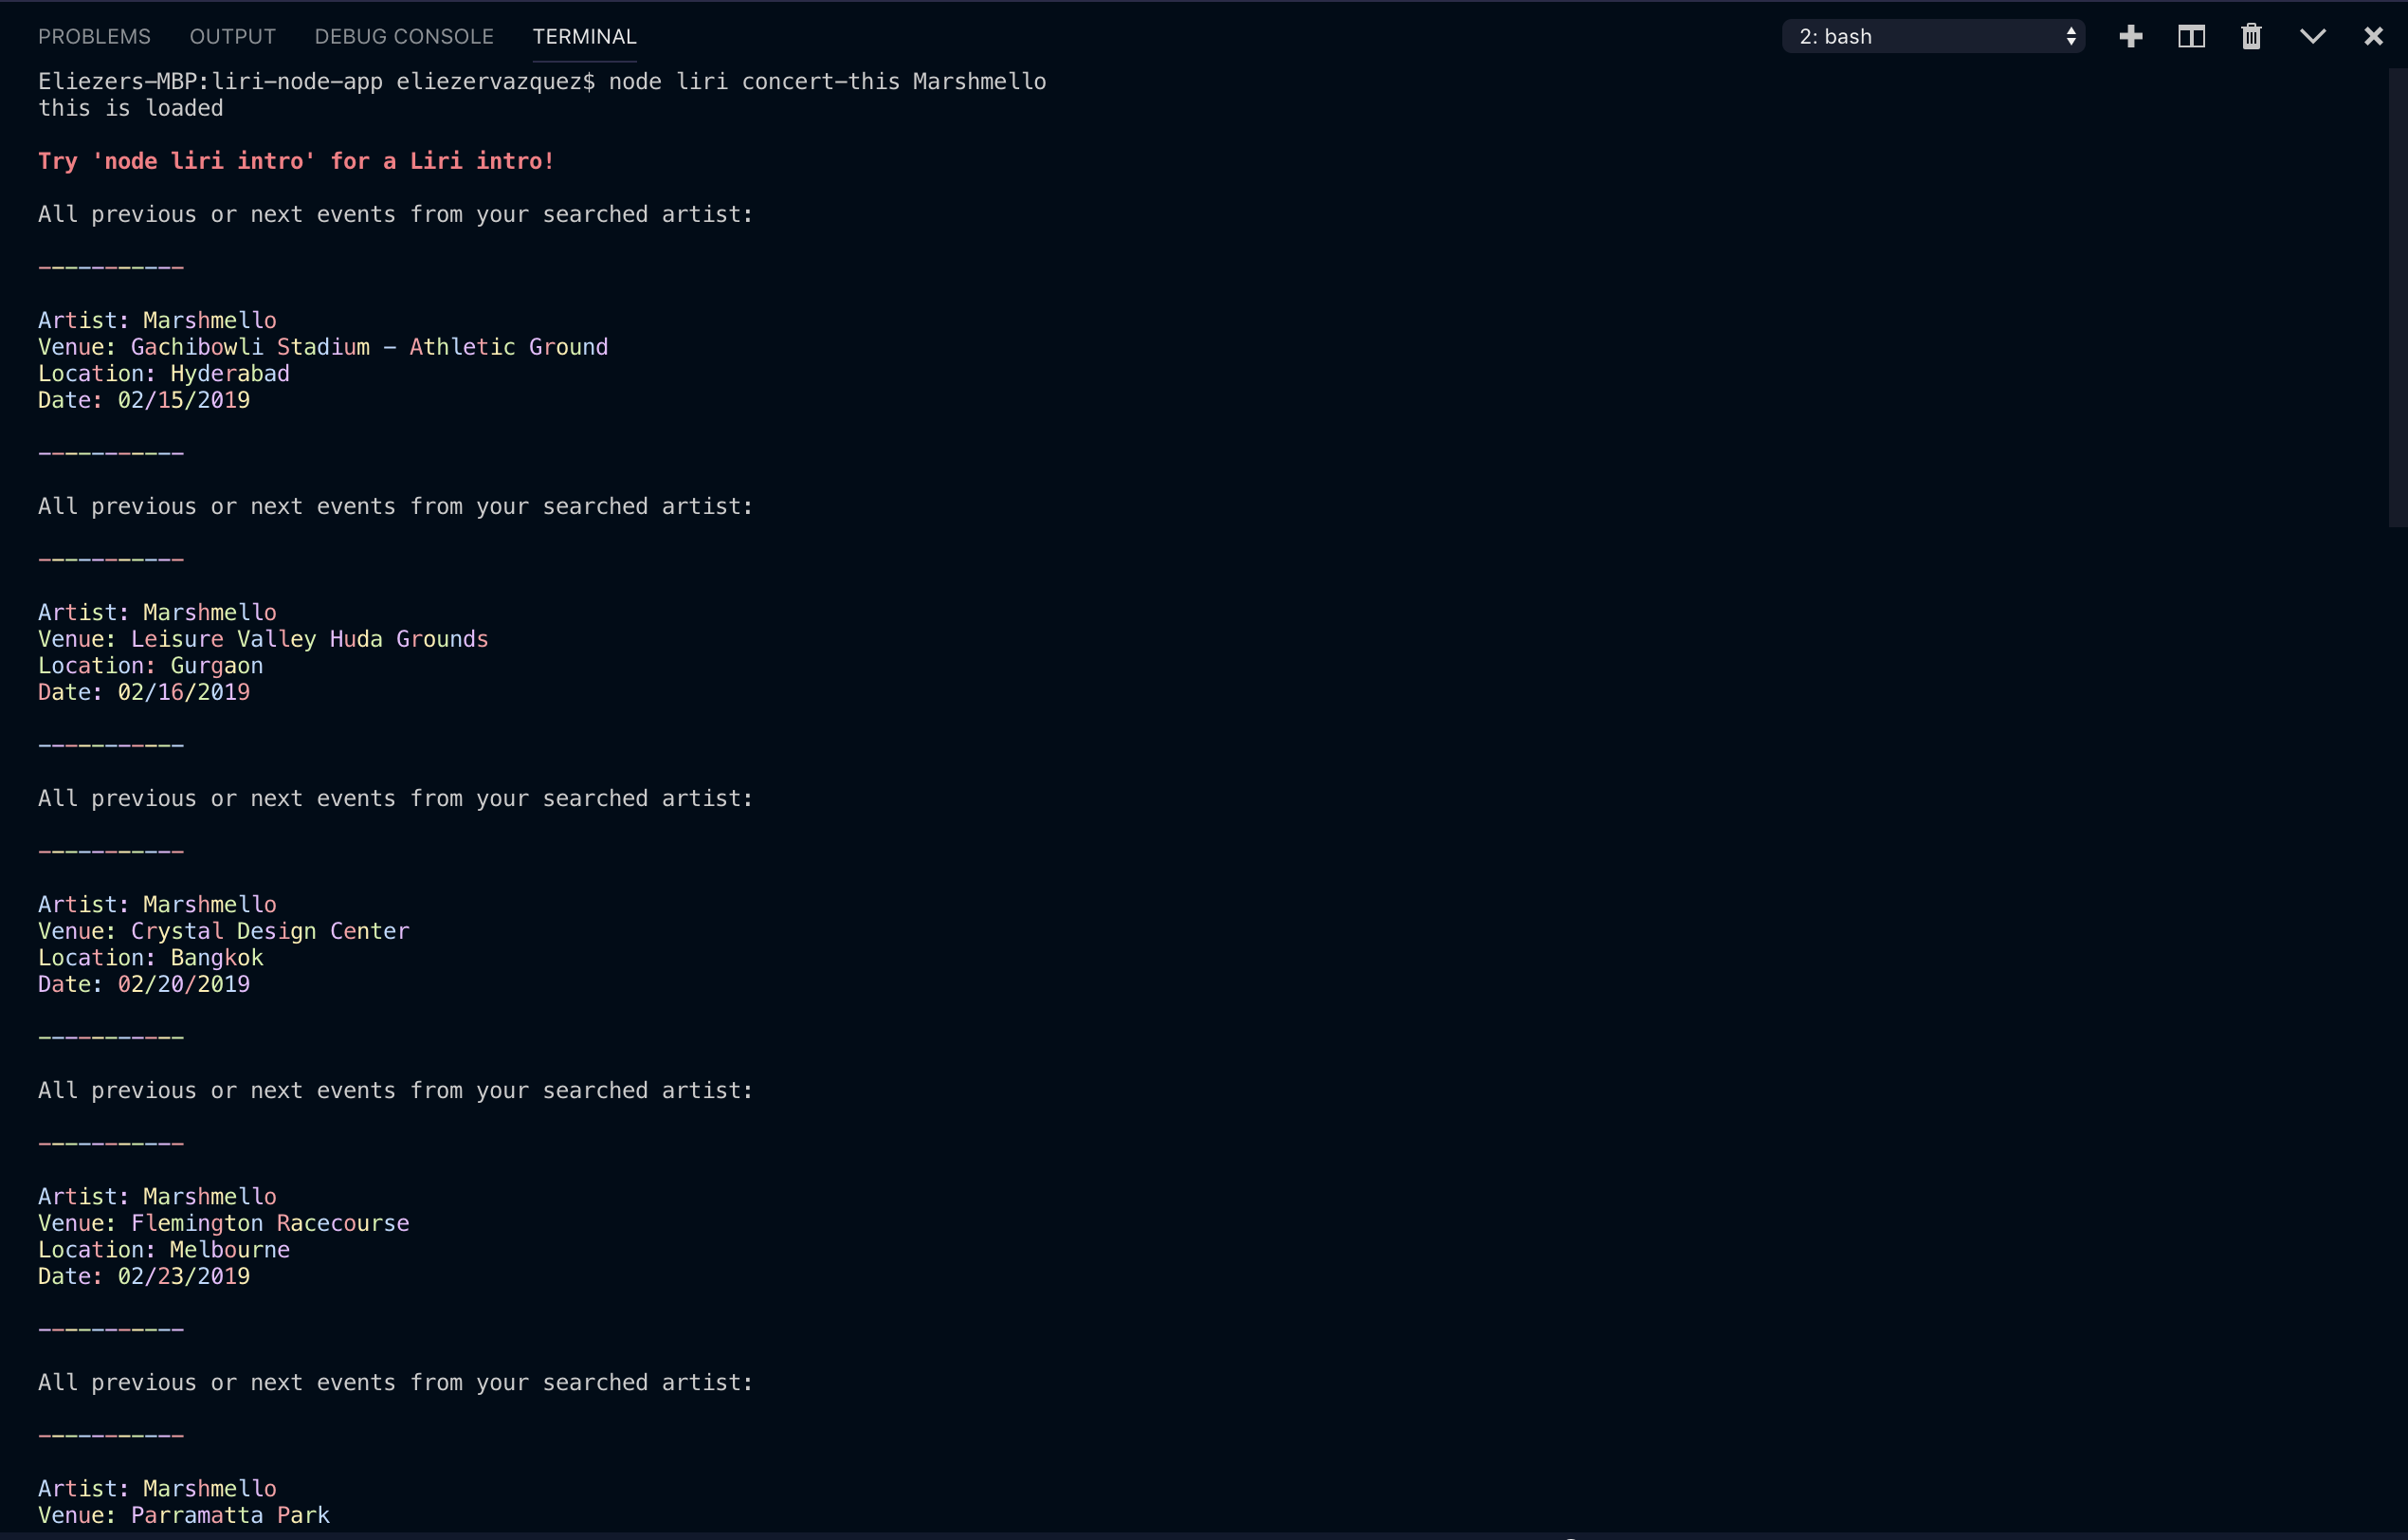 PROBLEMS OUTPUT DEBUG CONSOLE TERMINAL 2: bash
Eliezers-MBP:liri-node-app eliezervazquez$ node liri concert-this Marshmello
this is loaded
Try 'node liri intro' for a Liri intro!
All previous or next events from your searched artist:
-----------
Artist: Marshmello
Venue: Gachibowli Stadium - Athletic Ground
Location: Hyderabad
Date: 02/15/2019
-----------
All previous or next events from your searched artist:
-----------
Artist: Marshmello
Venue: Leisure Valley Huda Grounds
Location: Gurgaon
Date: 02/16/2019
-----------
All previous or next events from your searched artist:
-----------
Artist: Marshmello
Venue: Crystal Design Center
Location: Bangkok
Date: 02/20/2019
-----------
All previous or next events from your searched artist:
-----------
Artist: Marshmello
Venue: Flemington Racecourse
Location: Melbourne
Date: 02/23/2019
-----------
All previous or next events from your searched artist:
-----------
Artist: Marshmello
Venue: Parramatta Park